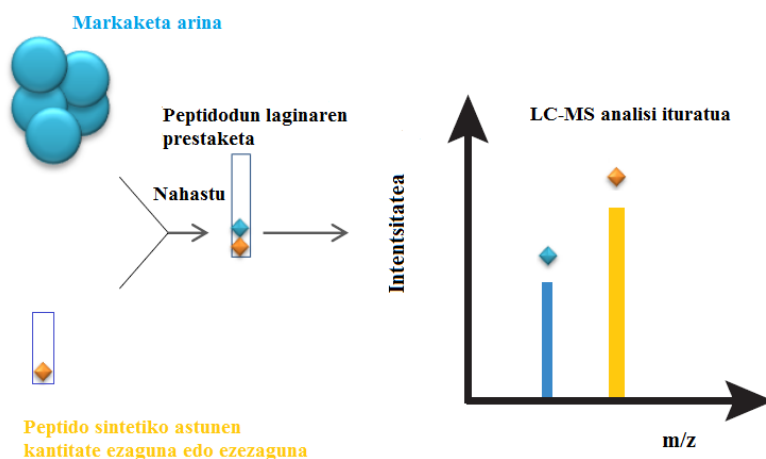 Markaketa arina
Peptidodun laginaren
prestaketa
Nahastu
Peptido sintetiko astunen
kantitate ezaguna edo ezezaguna
LC-MS analisi ituratua
Intentsitatea
m/z